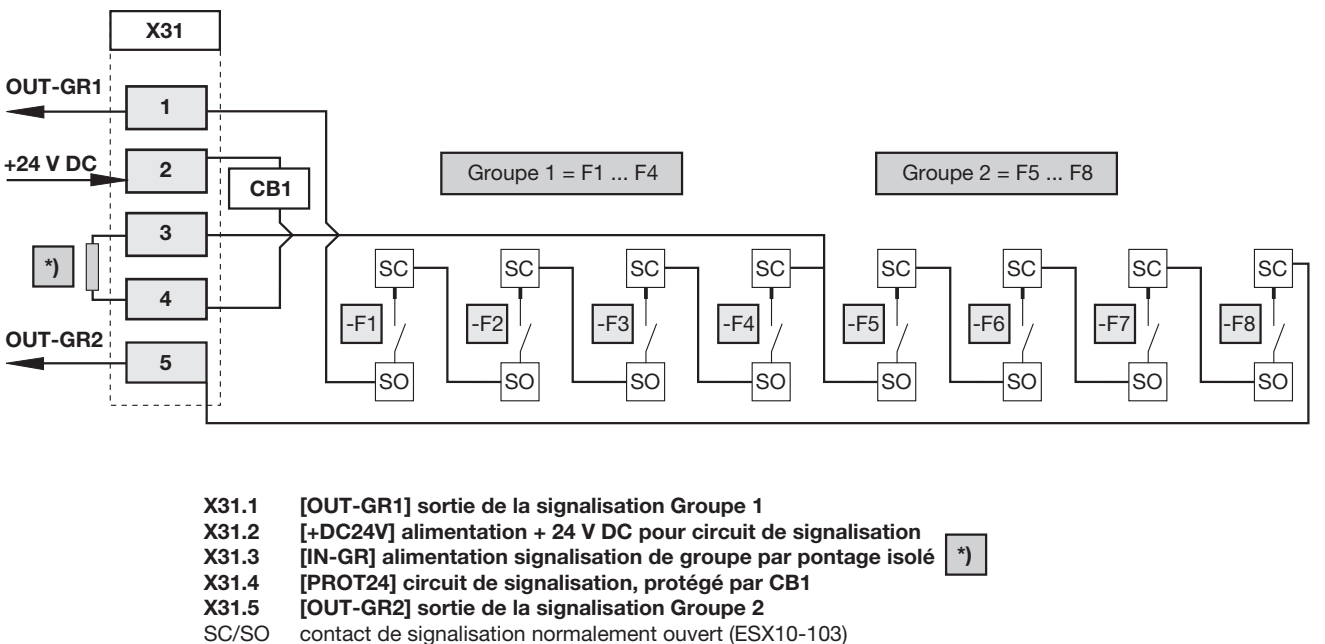 X31
OUT-GR1
1
+24 V DC
2
CB1
Groupe 1 = F1 ... F4
Groupe 2 = F5 ... F8
3
*)
4
SC SC SC SC SC SC SC SC
-F1 -F2 -F3 -F4 -F5 -F6 -F7 -F8
OUT-GR2
5
SO SO SO SO SO SO SO SO
X31.1 [OUT-GR1] sortie de la signalisation Groupe 1
X31.2 [+DC24V] alimentation + 24 V DC pour circuit de signalisation
X31.3 [IN-GR] alimentation signalisation de groupe par pontage isolé *)
X31.4 [PROT24] circuit de signalisation, protégé par CB1
X31.5 [OUT-GR2] sortie de la signalisation Groupe 2
SC/SO contact de signalisation normalement ouvert (ESX10-103)